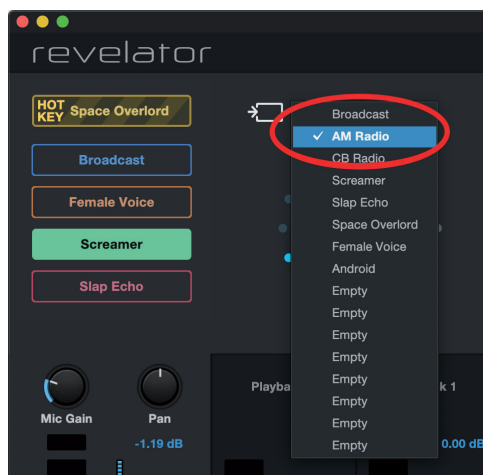 revelator
HOT
KEY Space Overlord
Broadcast
Female Voice
Screamer
Slap Echo
Broadcast
✓ AM Radio
CB Radio
Screamer
Slap Echo
Space Overlord
Female Voice
Android
Empty
Empty
Empty
Empty
Empty
Empty
Empty
Empty
Mic Gain
Pan
-1.19 dB
Playba
k 1
0.00 dB